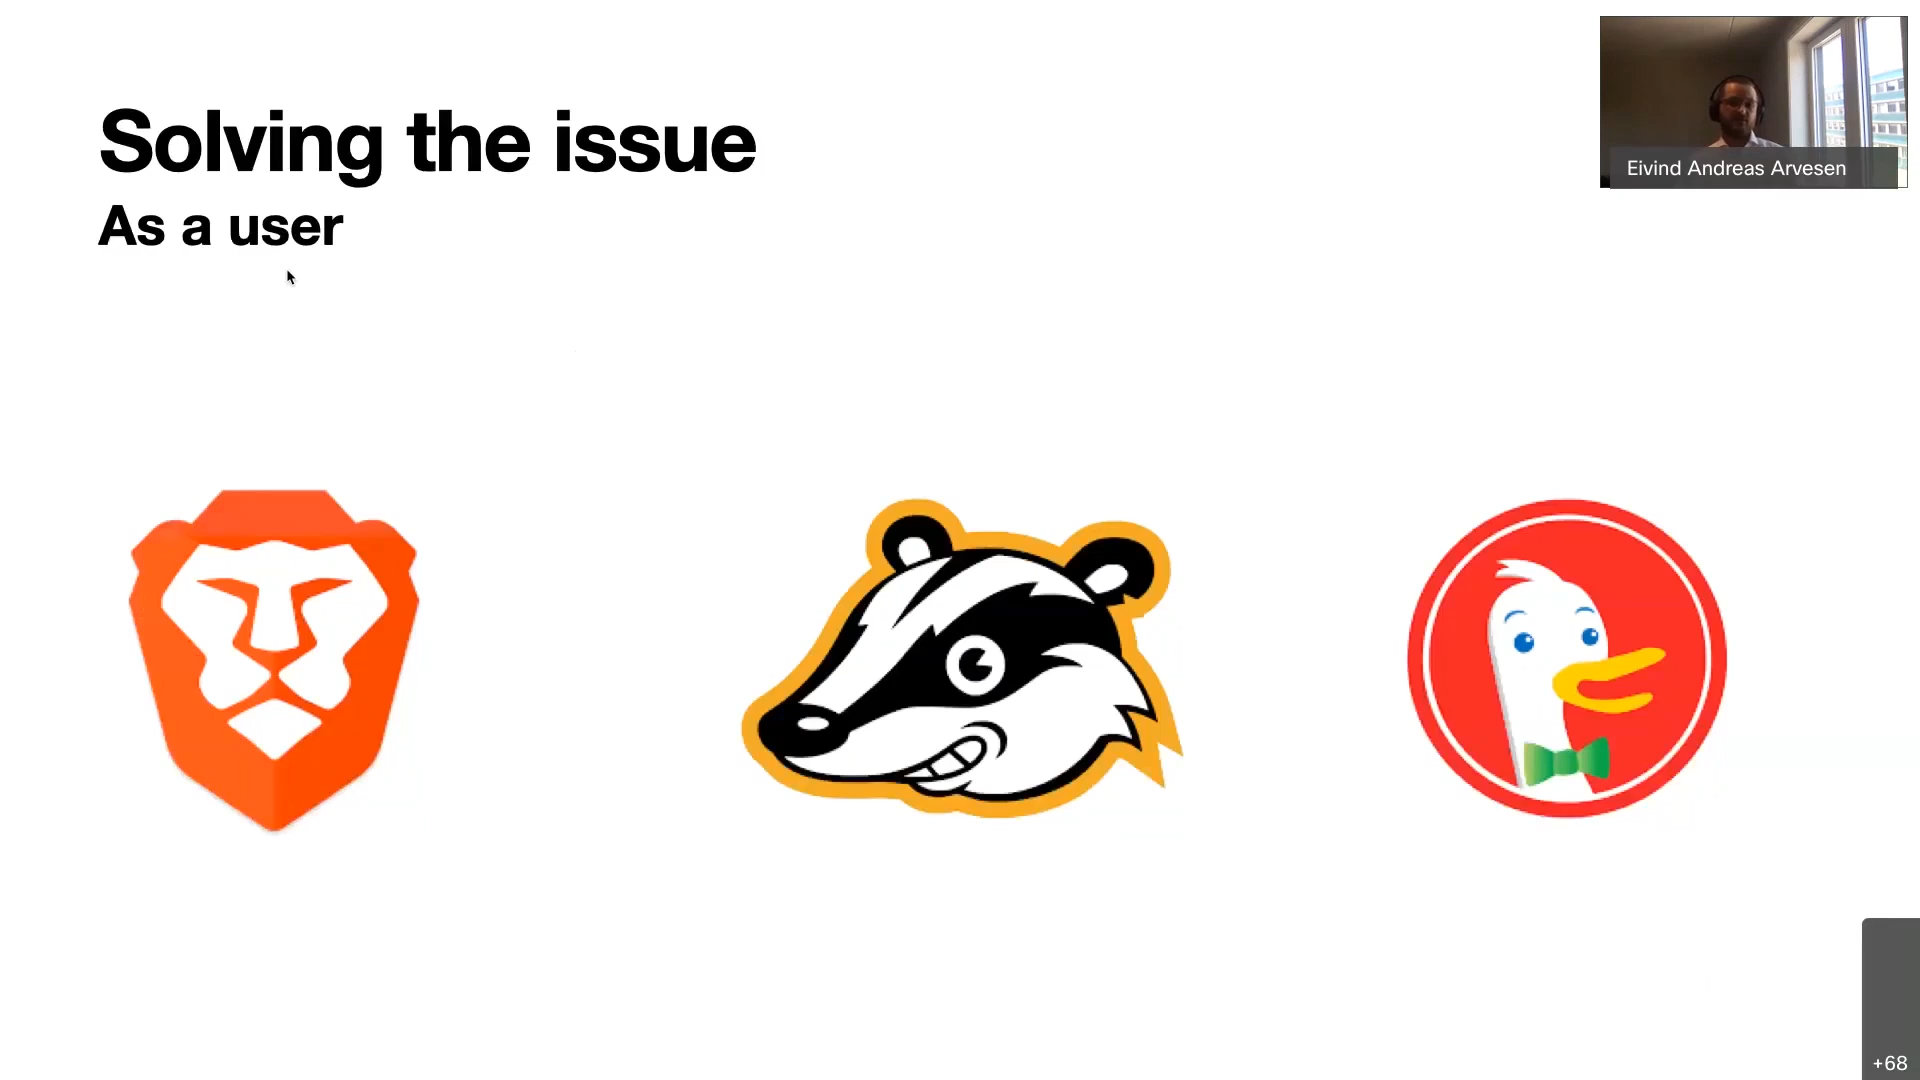 Solving the issue
As a user
Eivind Andreas Arvesen
+68